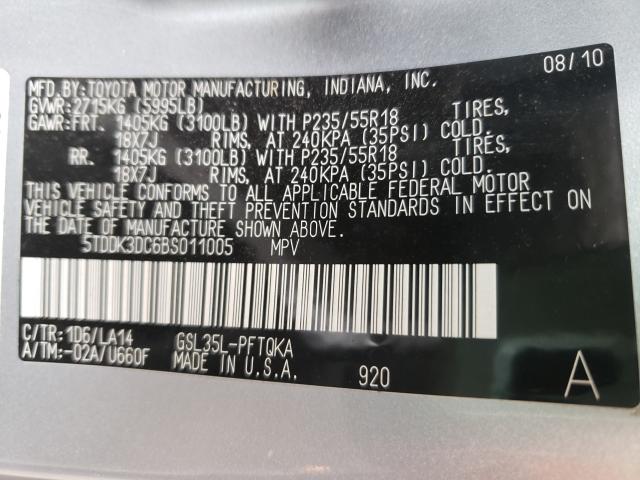 08/10
MFD.BY:TOYOTA MOTOR MANUFACTURING, INDIANA, INC.
GVWR:2715KG (5995LB)
GAWR:FRT. 1405KG (3100LB) WITH P235/55R18 TIRES,
18X7J RIMS, AT 240KPA (35PSI) COLD.
RR. 1405KG (3100LB) WITH P235/55R18 TIRES,
18X7J RIMS, AT 240KPA (35PSI) COLD.
THIS VEHICLE CONFORMS TO ALL APPLICABLE FEDERAL MOTOR
VEHICLE SAFETY AND THEFT PREVENTION STANDARDS IN EFFECT ON
THE DATE OF MANUFACTURE SHOWN ABOVE.
5TDDK3DC6BS011005 MPV
C/TR:1D6/LA14 GSL35L-PFTQKA
A/TM:-02A/U660F MADE IN U.S.A. 920 A